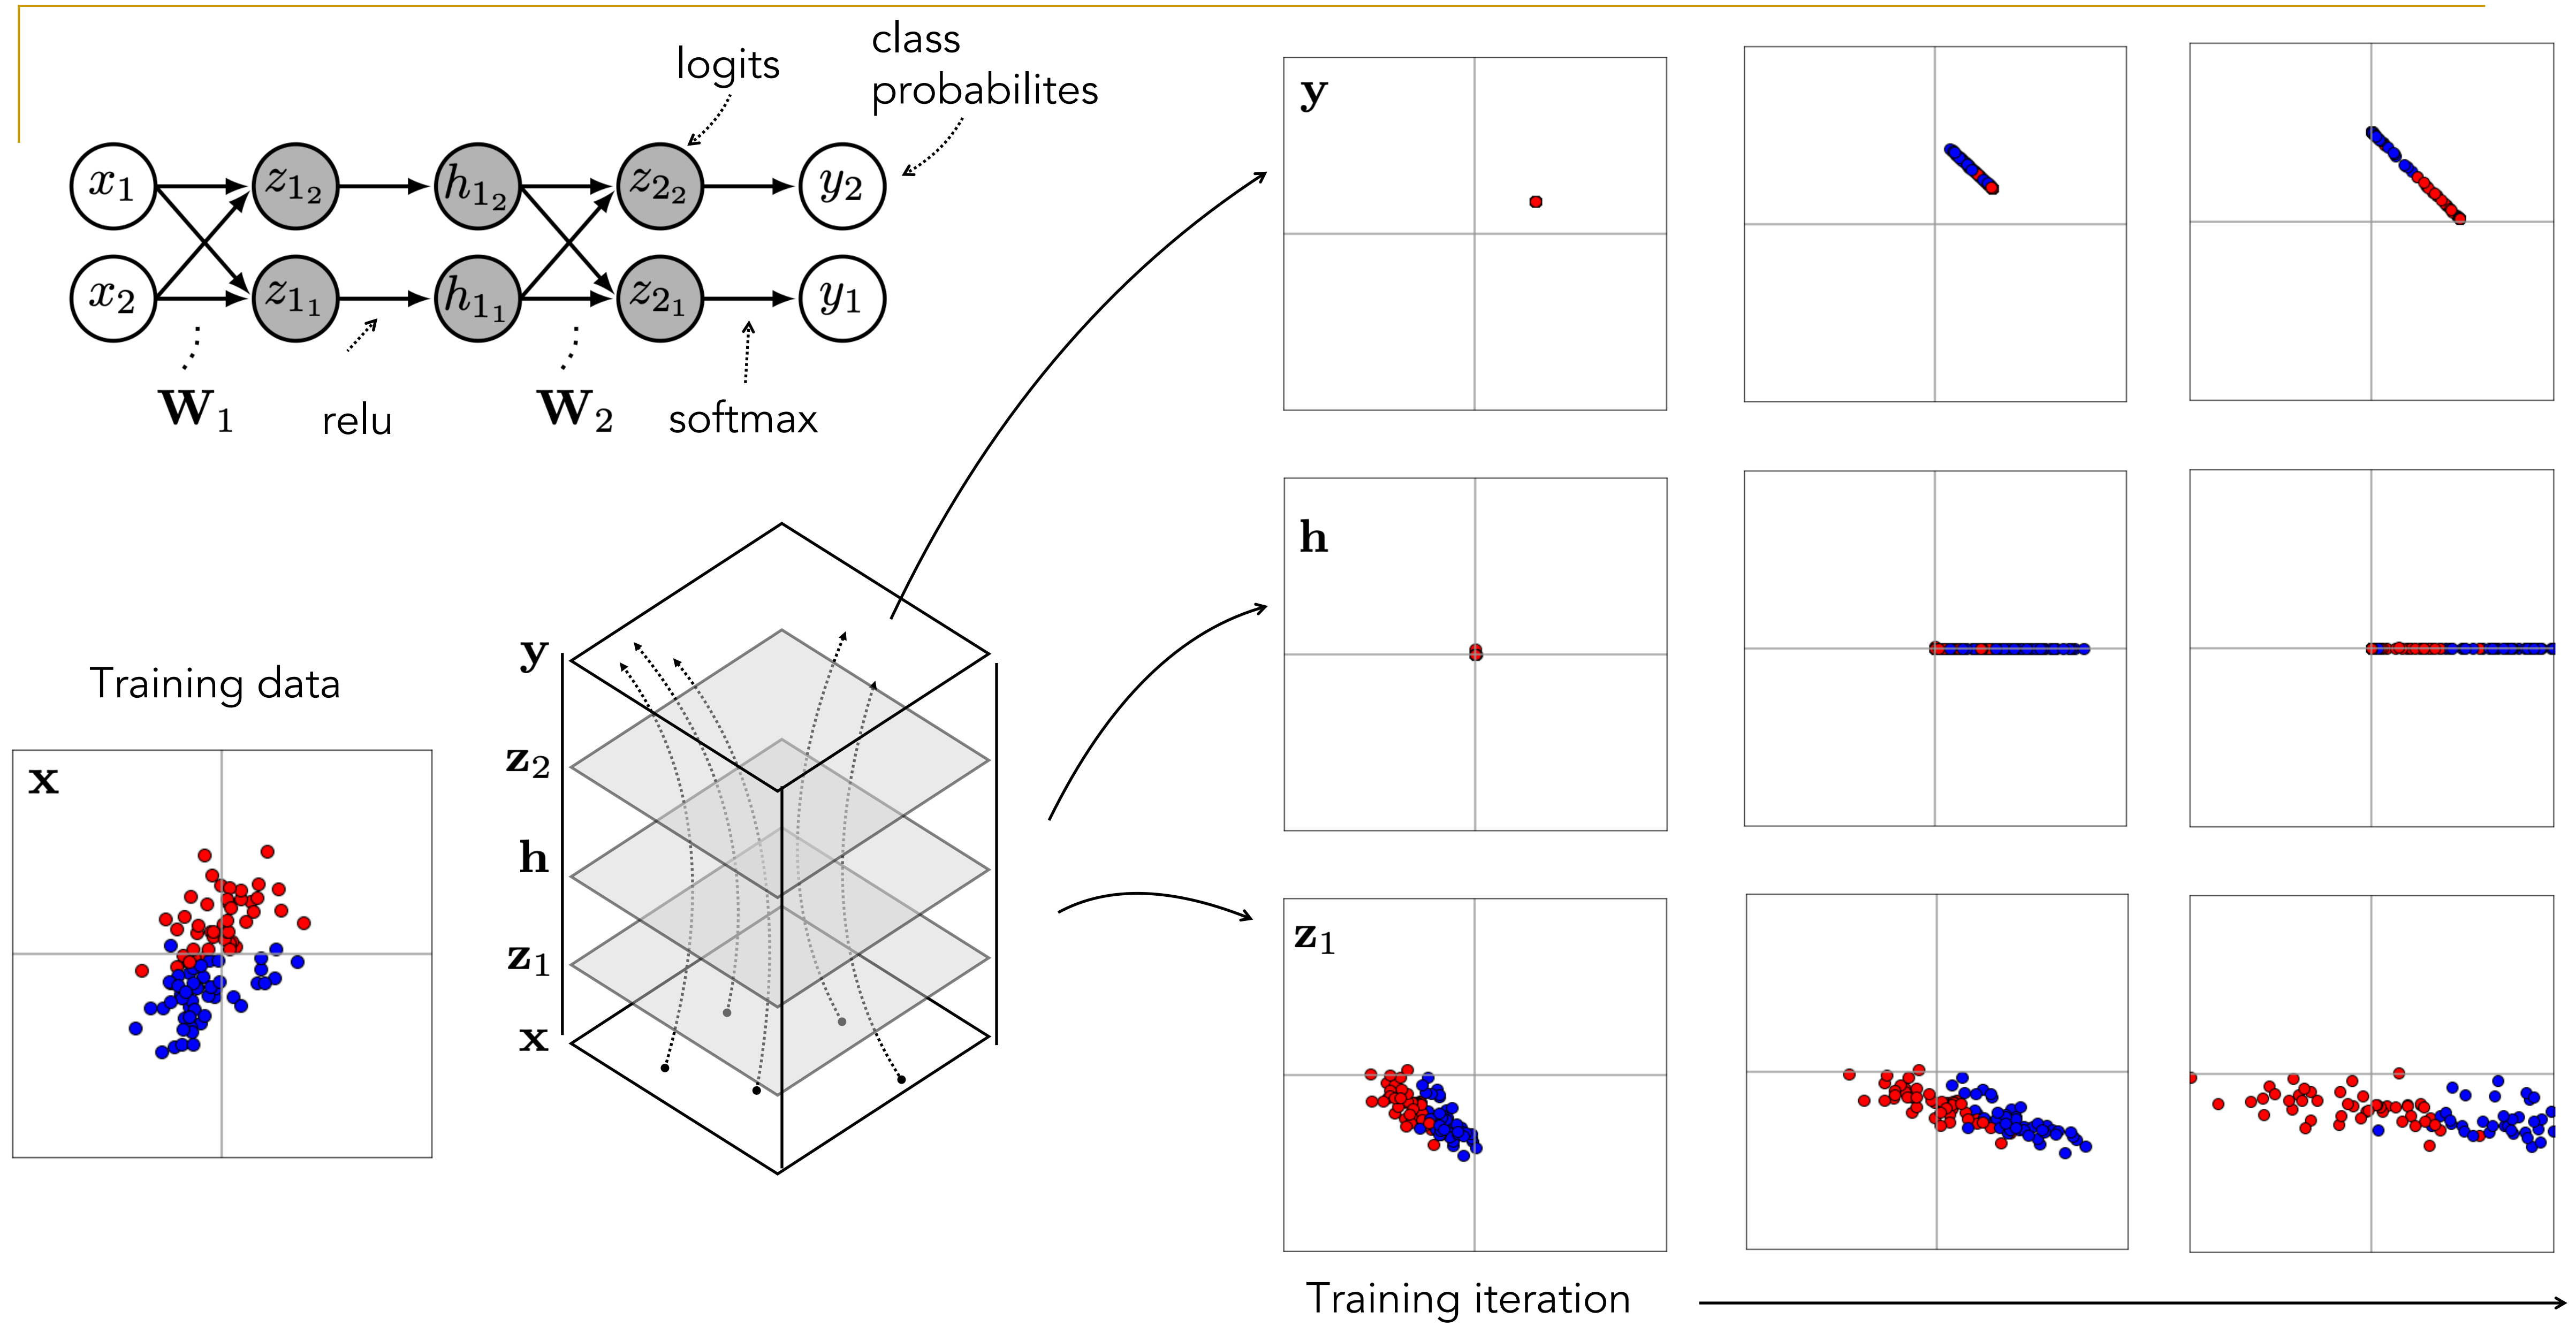 logits
class
probabilites
x₁ z₁₂ h₁₂ z₂₂ y₂
x₂ z₁₁ h₁₁ z₂₁ y₁
W₁ relu W₂ softmax
Training data
x
y
z₂
h
z₁
x
y
h
z₁
Training iteration